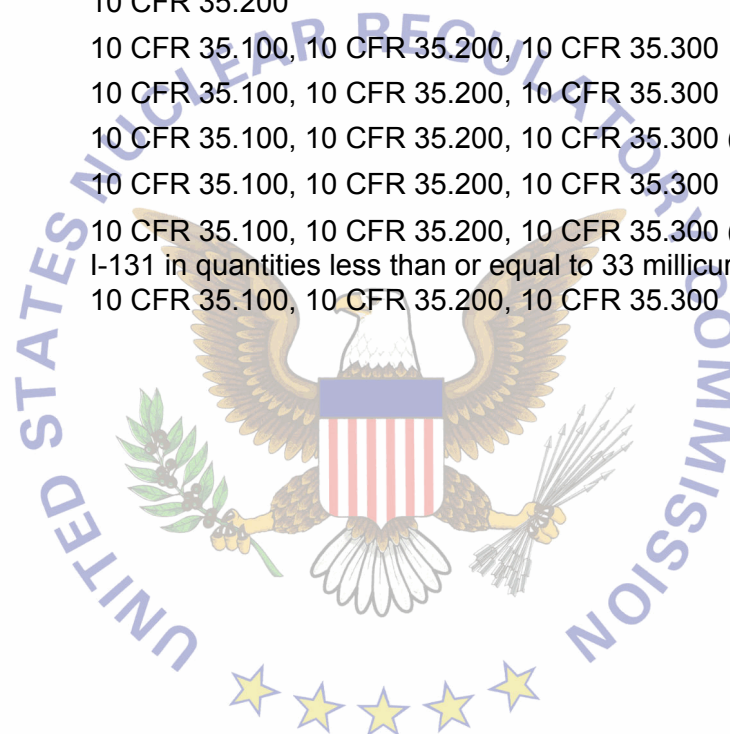 10 CFR 35.200
10 CFR 35.100, 10 CFR 35.200, 10 CFR 35.300
10 CFR 35.100, 10 CFR 35.200, 10 CFR 35.300
10 CFR 35.100, 10 CFR 35.200, 10 CFR 35.300 (
10 CFR 35.100, 10 CFR 35.200, 10 CFR 35.300
10 CFR 35.100, 10 CFR 35.200, 10 CFR 35.300 (
I-131 in quantities less than or equal to 33 millicur
10 CFR 35.100, 10 CFR 35.200, 10 CFR 35.300
UNITED STATES NUCLEAR REGULATORY COMMISSION